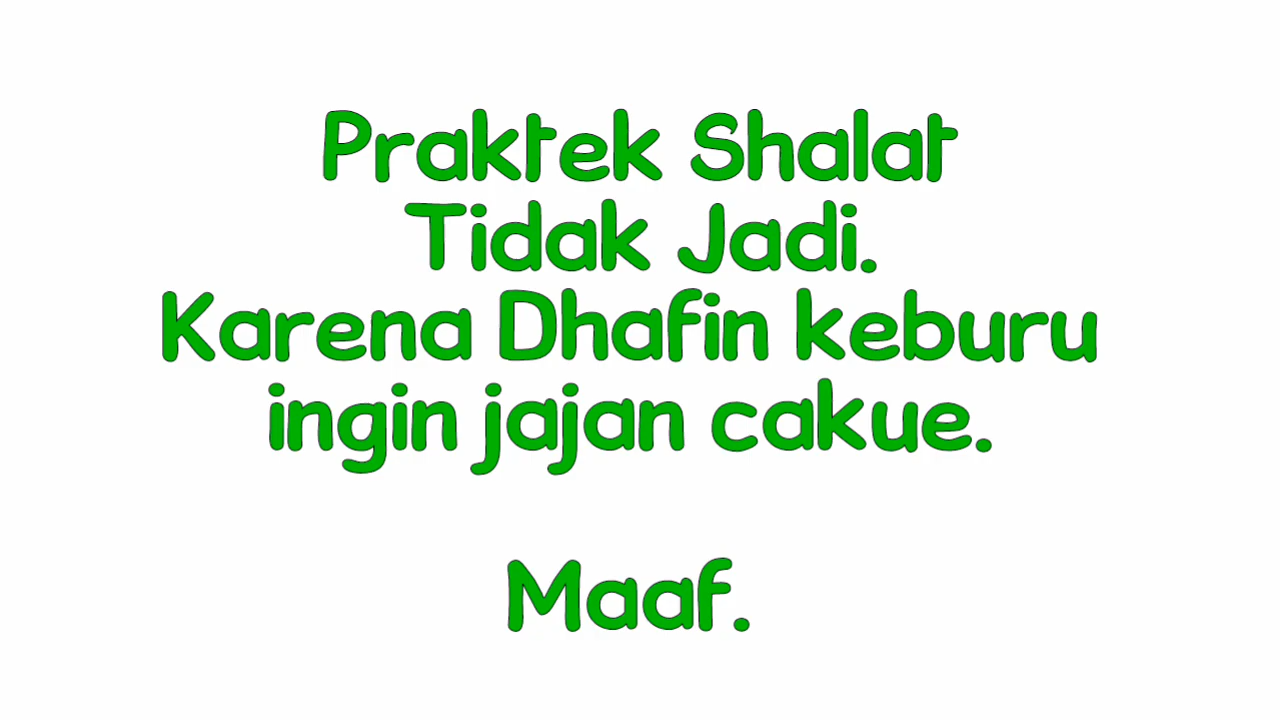 Praktek Shalat
Tidak Jadi.
Karena Dhafin keburu
ingin jajan cakue.
Maaf.